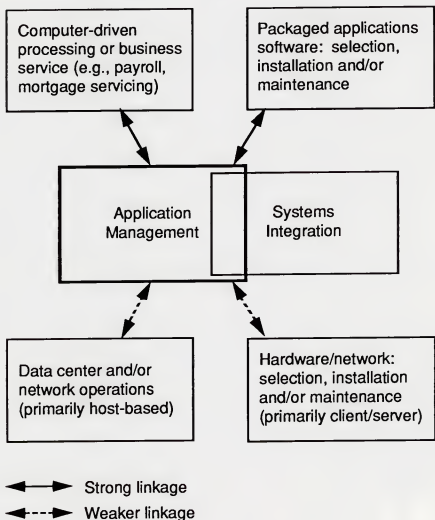 Computer-driven
processing or business
service (e.g., payroll,
mortgage servicing)
Packaged applications
software: selection,
installation and/or
maintenance
Application
Management
Systems
Integration
Data center and/or
network operations
(primarily host-based)
Hardware/network:
selection, installation
and/or maintenance
(primarily client/server)
Strong linkage
Weaker linkage